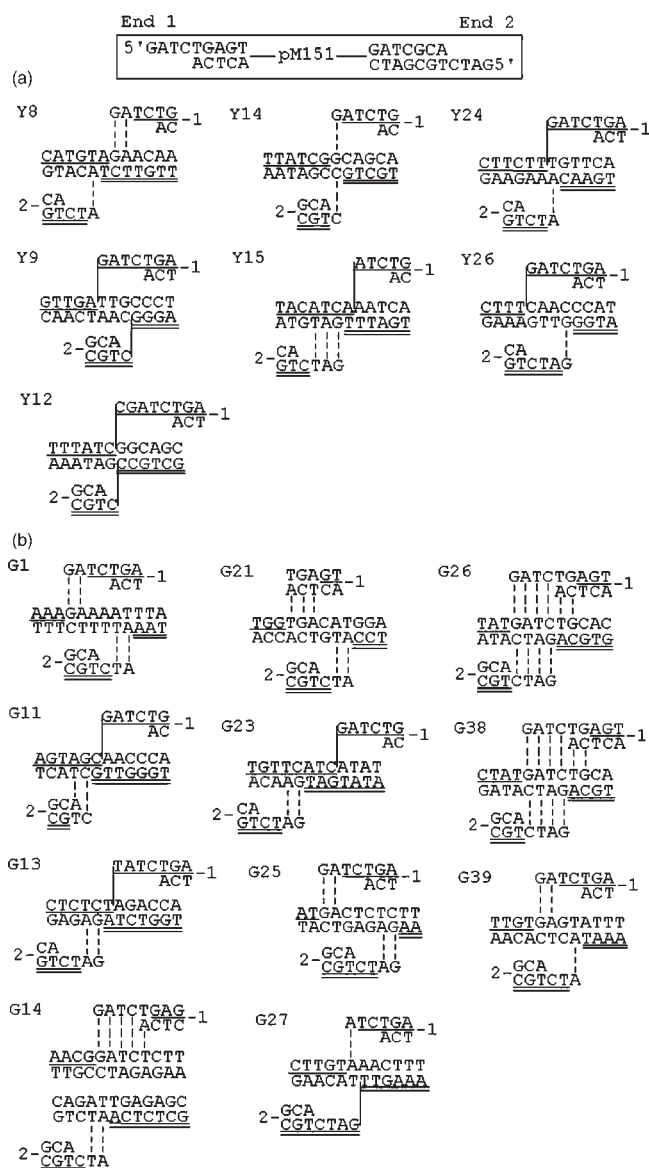 End 1 End 2
5'GATCTGAGT GATCGCA
ACTCA—pM151—CTAGCGTCTAG5'
(a)
Y8 GATCTG
AC -1
CATGTAGAACAA
GTACATCTTGTT
2- CA
GTCTA
Y14 GATCTG
AC -1
TTATCGGCAGCA
AATAGCCGTCGT
2- GCA
CGTC
Y24 GATCTGA
ACT -1
CTTCTTTGTTCA
GAAGAAACAAGT
2- CA
GTCTA
Y9 GATCTGA
ACT -1
GTTGATTGCCCT
CAACTAACGGGA
2- GCA
CGTC
Y15 ATCTG
AC -1
TACATCAAATCA
ATGTAGTTTAGT
2- CA
GTCTAG
Y26 GATCTGA
ACT -1
CTTTCAACCCAT
GAAAGTTGGGTA
2- CA
GTCTAG
Y12 CGATCTGA
ACT -1
TTTATCGGCAGC
AAATAGCCGTCG
2- GCA
CGTC
(b)
G1 GATCTGA
ACT -1
AAAGAAAATTTA
TTTCTTTTAAAT
2- GCA
CGTCTA
G21 TGAGT
ACTCA -1
TGGTGACATGGA
ACCACTGTACCT
2- GCA
CGTCTA
G26 GATCTGAGT
ACTCA -1
TATGATCTGCAC
ATACTAGACGTG
2- GCA
CGTCTAG
G11 GATCTG
AC -1
AGTAGCAACCCA
TCATCGTTGGGT
2- GCA
CGTC
G23 GATCTG
AC -1
TGTTCATCATAT
ACAAGTAGTATA
2- CA
GTCTAG
G38 GATCTGAGT
ACTCA -1
CTATGATCTGCA
GATACTAGACGT
2- GCA
CGTCTAG
G13 TATCTGA
ACT -1
CTCTCTAGACCA
GAGAGATCTGGT
2- CA
GTCTAG
G25 GATCTGA
ACT -1
ATGACTCTCTT
TACTGAGAGAA
2- GCA
CGTCTAG
G39 GATCTGA
ACT -1
TTGTGAGTATTT
AACACTCATAAA
2- GCA
CGTCTA
G14 GATCTGAG
ACTC -1
AACGGATCTCTT
TTGCCTAGAGAA
CAGATTGAGAGC
GTCTAACTCTCG
2- GCA
CGTCTA
G27 ATCTGA
ACT -1
CTTGTAAACTTT
GAACATTTGAAA
2- GCA
CGTCTAG